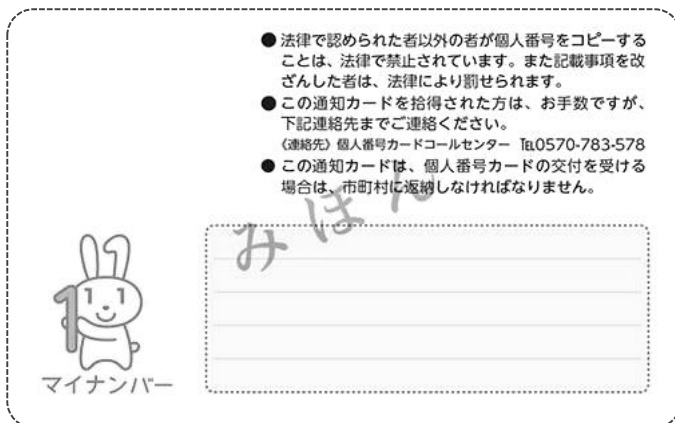 ● 法律で認められた者以外の者が個人番号をコピーする
ことは、法律で禁止されています。また記載事項を改
ざんした者は、法律により罰せられます。
● この通知カードを拾得された方は、お手数ですが、
下記連絡先までご連絡ください。
〈連絡先〉個人番号カードコールセンター ℡0570-783-578
● この通知カードは、個人番号カードの交付を受ける
場合は、市町村に返納しなければなりません。
みほん
1
マイナンバー